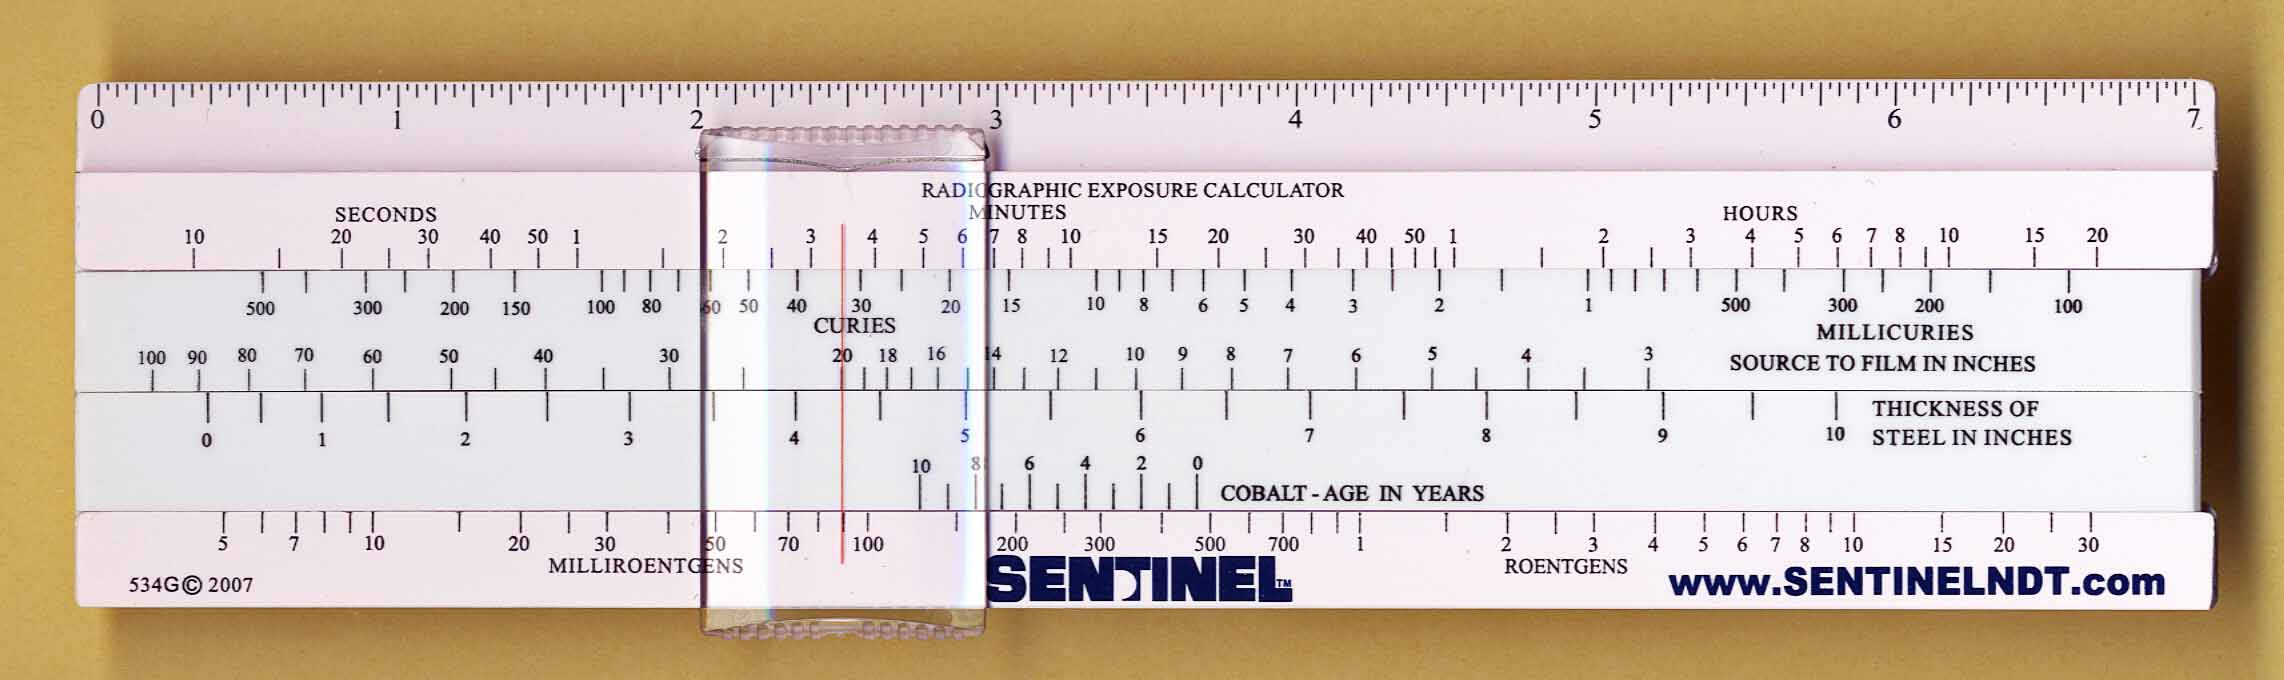 0 1 2 3 4 5 6 7
RADIOGRAPHIC EXPOSURE CALCULATOR
SECONDS MINUTES HOURS
10 20 30 40 50 1 2 3 4 5 6 7 8 10 15 20 30 40 50 1 2 3 4 5 6 7 8 10 15 20
500 300 200 150 100 80 60 50 40 30 20 15 10 8 6 5 4 3 2 1 500 300 200 100
CURIES MILLICURIES
100 90 80 70 60 50 40 30 20 18 16 14 12 10 9 8 7 6 5 4 3 SOURCE TO FILM IN INCHES
THICKNESS OF
0 1 2 3 4 5 6 7 8 9 10 STEEL IN INCHES
10 8 6 4 2 0
COBALT - AGE IN YEARS
5 7 10 20 30 50 70 100 200 300 500 700 1 2 3 4 5 6 7 8 10 15 20 30
MILLIROENTGENS ROENTGENS
534G© 2007 SENTINEL™ www.SENTINELNDT.com